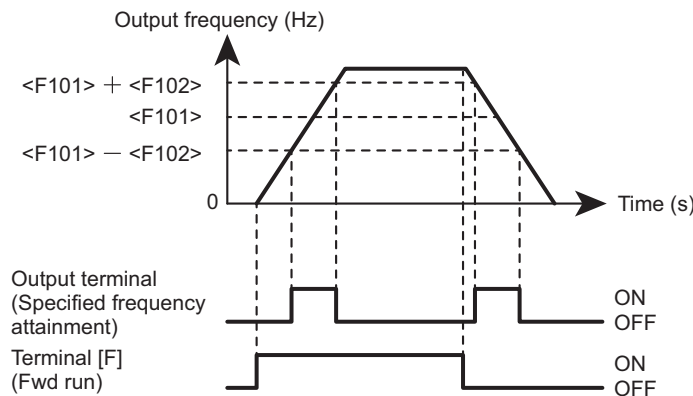 Output frequency (Hz)
<F101> + <F102>
<F101>
<F101> − <F102>
0
Time (s)
Output terminal
(Specified frequency
attainment)
ON
OFF
Terminal [F]
(Fwd run)
ON
OFF